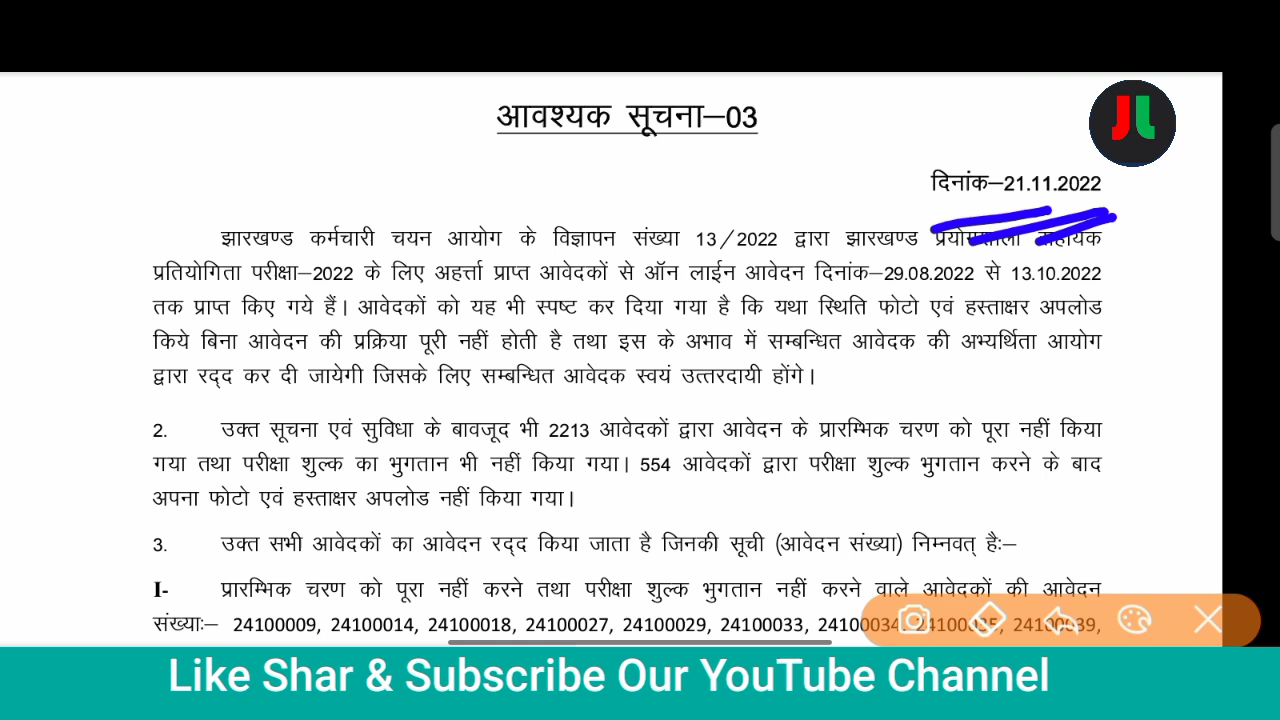 आवश्यक सूचना–03
JL
दिनांक–21.11.2022
झारखण्ड कर्मचारी चयन आयोग के विज्ञापन संख्या 13/2022 द्वारा झारखण्ड प्रयोगशाला सहायक
प्रतियोगिता परीक्षा–2022 के लिए अहर्त्ता प्राप्त आवेदकों से ऑन लाईन आवेदन दिनांक–29.08.2022 से 13.10.2022
तक प्राप्त किए गये हैं। आवेदकों को यह भी स्पष्ट कर दिया गया है कि यथा स्थिति फोटो एवं हस्ताक्षर अपलोड
किये बिना आवेदन की प्रक्रिया पूरी नहीं होती है तथा इस के अभाव में सम्बन्धित आवेदक की अभ्यर्थिता आयोग
द्वारा रद्द कर दी जायेगी जिसके लिए सम्बन्धित आवेदक स्वयं उत्तरदायी होंगे।
2. उक्त सूचना एवं सुविधा के बावजूद भी 2213 आवेदकों द्वारा आवेदन के प्रारम्भिक चरण को पूरा नहीं किया
गया तथा परीक्षा शुल्क का भुगतान भी नहीं किया गया। 554 आवेदकों द्वारा परीक्षा शुल्क भुगतान करने के बाद
अपना फोटो एवं हस्ताक्षर अपलोड नहीं किया गया।
3. उक्त सभी आवेदकों का आवेदन रद्द किया जाता है जिनकी सूची (आवेदन संख्या) निम्नवत् हैः–
I- प्रारम्भिक चरण को पूरा नहीं करने तथा परीक्षा शुल्क भुगतान नहीं करने वाले आवेदकों की आवेदन
संख्याः– 24100009, 24100014, 24100018, 24100027, 24100029, 24100033, 24100034, 24100035, 24100039,
Like Shar & Subscribe Our YouTube Channel